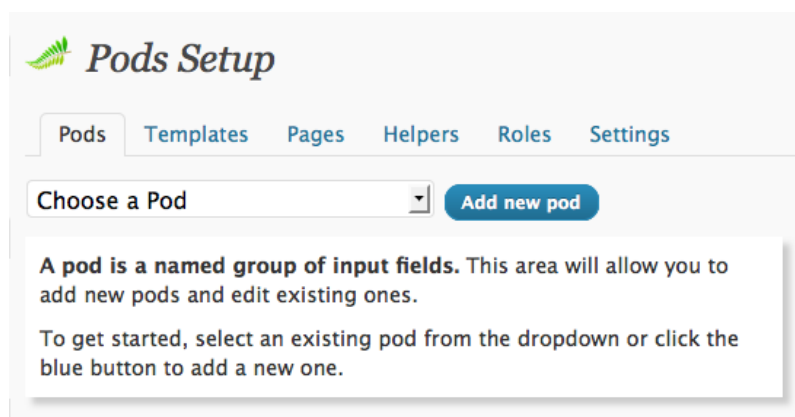 Pods Setup
Pods Templates Pages Helpers Roles Settings
Choose a Pod Add new pod
A pod is a named group of input fields. This area will allow you to
add new pods and edit existing ones.
To get started, select an existing pod from the dropdown or click the
blue button to add a new one.